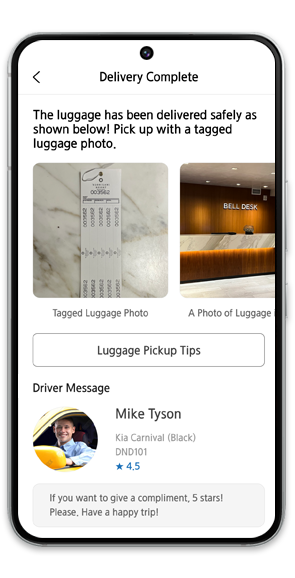 Delivery Complete
The luggage has been delivered safely as
shown below! Pick up with a tagged
luggage photo.
003562
BELL DESK
Tagged Luggage Photo
A Photo of Luggage
Luggage Pickup Tips
Driver Message
Mike Tyson
Kia Carnival (Black)
DND101
★ 4.5
If you want to give a compliment, 5 stars!
Please, Have a happy trip!